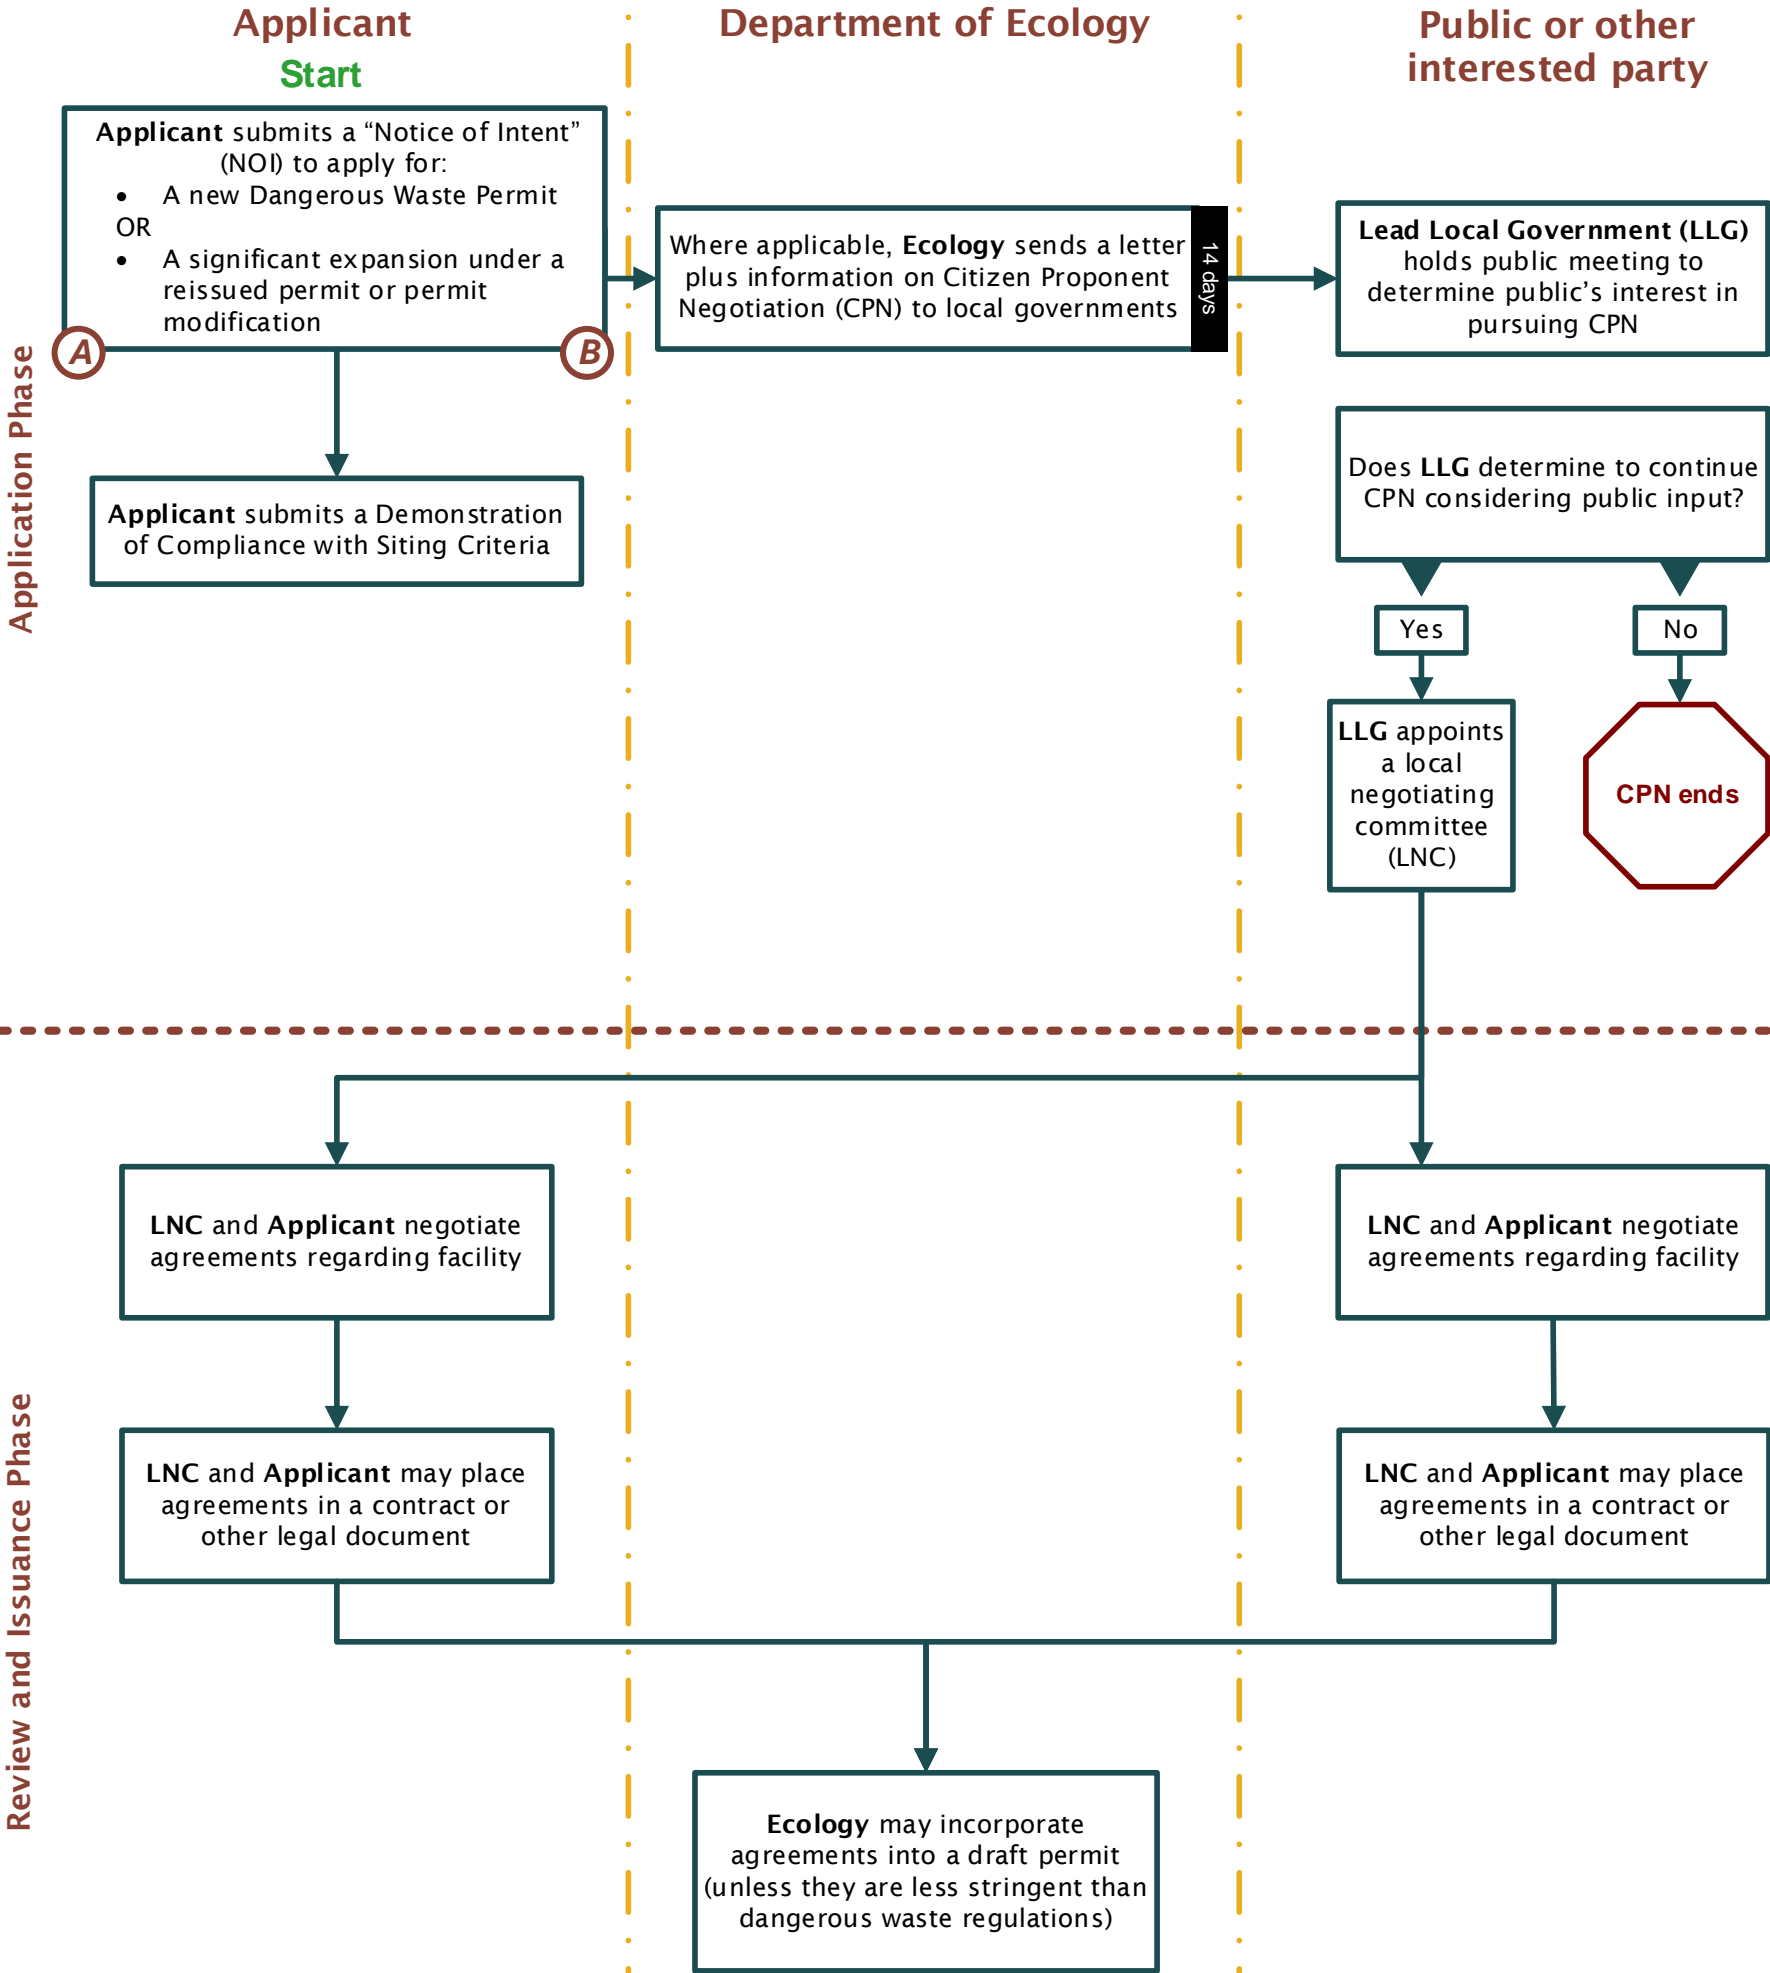 Applicant
Start
Department of Ecology
Public or other
interested party
Application Phase
Applicant submits a “Notice of Intent”
(NOI) to apply for:
• A new Dangerous Waste Permit
OR
• A significant expansion under a
reissued permit or permit
modification
A
B
Where applicable, Ecology sends a letter
plus information on Citizen Proponent
Negotiation (CPN) to local governments
14 days
Lead Local Government (LLG)
holds public meeting to
determine public’s interest in
pursuing CPN
Applicant submits a Demonstration
of Compliance with Siting Criteria
Does LLG determine to continue
CPN considering public input?
Yes
No
LLG appoints
a local
negotiating
committee
(LNC)
CPN ends
Review and Issuance Phase
LNC and Applicant negotiate
agreements regarding facility
LNC and Applicant negotiate
agreements regarding facility
LNC and Applicant may place
agreements in a contract or
other legal document
LNC and Applicant may place
agreements in a contract or
other legal document
Ecology may incorporate
agreements into a draft permit
(unless they are less stringent than
dangerous waste regulations)